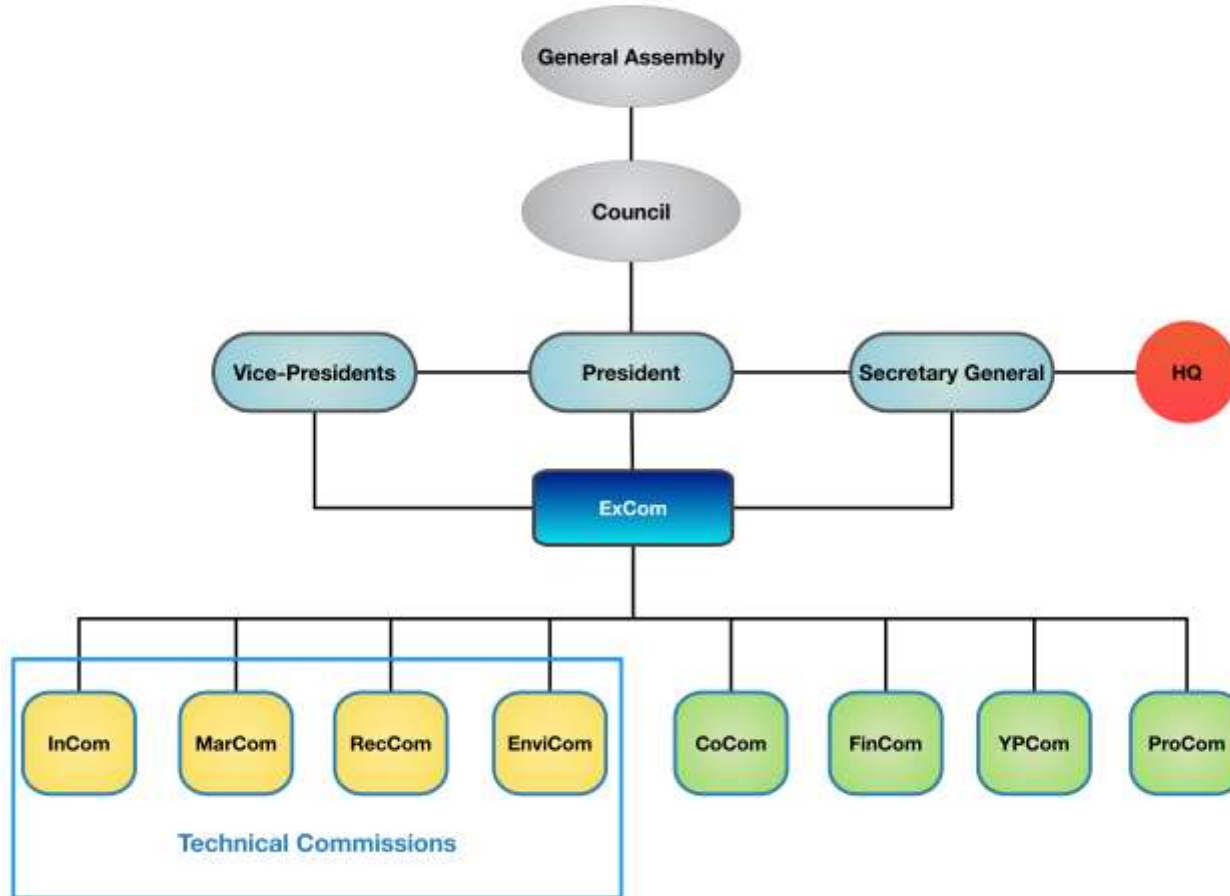 General Assembly
Council
Vice-Presidents
President
Secretary General
HQ
ExCom
InCom
MarCom
RecCom
EnviCom
CoCom
FinCom
YPCom
ProCom
Technical Commissions